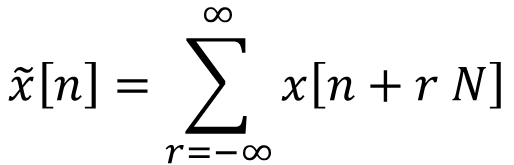 x̃[n] = ∑_{r=−∞}^{∞} x[n + r N]